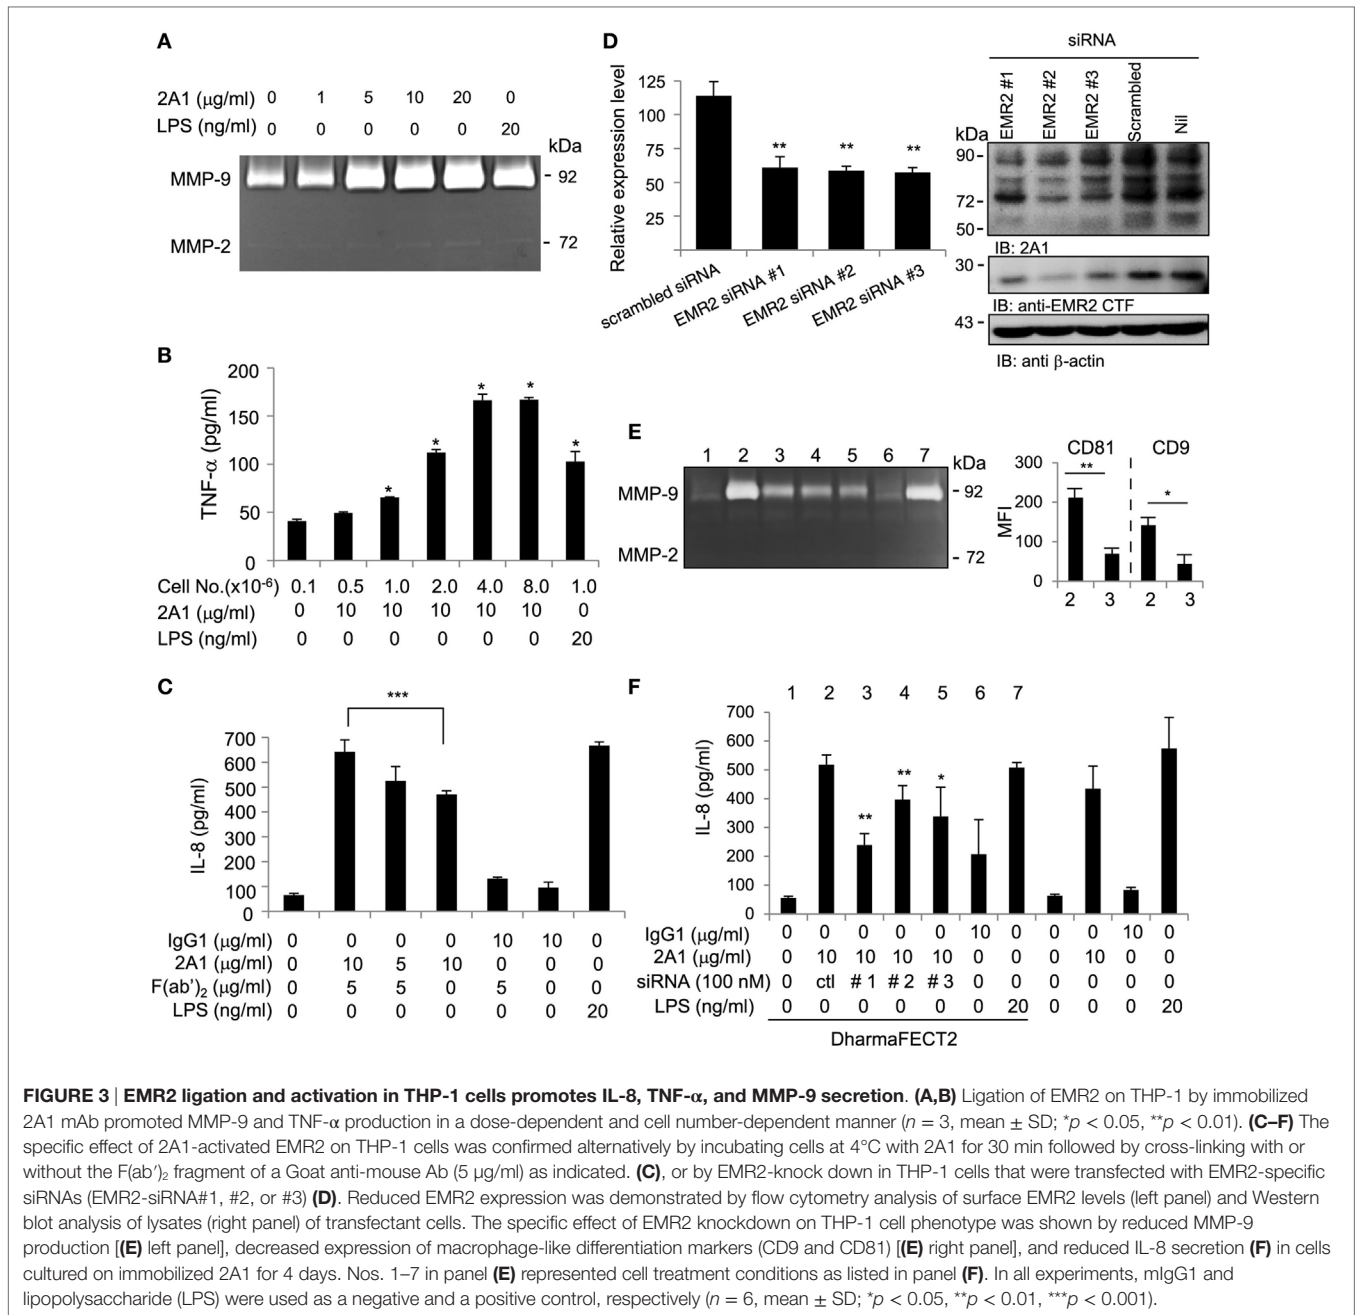 A
2A1 (μg/ml) 0 1 5 10 20 0
LPS (ng/ml) 0 0 0 0 0 20
kDa
MMP-9 - 92
MMP-2 - 72
B
TNF-α (pg/ml)
200
150
100
50
0
* * * * * *
Cell No.(x10-6) 0.1 0.5 1.0 2.0 4.0 8.0 1.0
2A1 (μg/ml) 0 10 10 10 10 10 0
LPS (ng/ml) 0 0 0 0 0 0 20
C
***
IL-8 (pg/ml)
700
600
500
400
300
200
100
0
IgG1 (μg/ml) 0 0 0 0 10 10 0
2A1 (μg/ml) 0 10 5 10 0 0 0
F(ab')2 (μg/ml) 0 5 5 0 5 0 0
LPS (ng/ml) 0 0 0 0 0 0 20
D
Relative expression level
125
100
75
50
25
** ** **
scrambled siRNA
EMR2 siRNA #1
EMR2 siRNA #2
EMR2 siRNA #3
siRNA
EMR2 #1
EMR2 #2
EMR2 #3
Scrambled
Nil
kDa
90 -
72 -
50 -
IB: 2A1
30 -
IB: anti-EMR2 CTF
43 -
IB: anti β-actin
E
1 2 3 4 5 6 7
kDa
MMP-9 - 92
MMP-2 - 72
CD81 CD9
MFI
300
200
100
0
** *
2 3 2 3
F
1 2 3 4 5 6 7
IL-8 (pg/ml)
700
600
500
400
300
200
100
0
** ** *
IgG1 (μg/ml) 0 0 0 0 0 10 0 0 0 10 0
2A1 (μg/ml) 0 10 10 10 10 0 0 0 10 0 0
siRNA (100 nM) 0 ctl # 1 # 2 # 3 0 0 0 0 0 0
LPS (ng/ml) 0 0 0 0 0 0 20 0 0 0 20
DharmaFECT2
FIGURE 3 | EMR2 ligation and activation in THP-1 cells promotes IL-8, TNF-α, and MMP-9 secretion. (A,B) Ligation of EMR2 on THP-1 by immobilized
2A1 mAb promoted MMP-9 and TNF-α production in a dose-dependent and cell number-dependent manner (n = 3, mean ± SD; *p < 0.05, **p < 0.01). (C–F) The
specific effect of 2A1-activated EMR2 on THP-1 cells was confirmed alternatively by incubating cells at 4°C with 2A1 for 30 min followed by cross-linking with or
without the F(ab′)2 fragment of a Goat anti-mouse Ab (5 μg/ml) as indicated. (C), or by EMR2-knock down in THP-1 cells that were transfected with EMR2-specific
siRNAs (EMR2-siRNA#1, #2, or #3) (D). Reduced EMR2 expression was demonstrated by flow cytometry analysis of surface EMR2 levels (left panel) and Western
blot analysis of lysates (right panel) of transfectant cells. The specific effect of EMR2 knockdown on THP-1 cell phenotype was shown by reduced MMP-9
production [(E) left panel], decreased expression of macrophage-like differentiation markers (CD9 and CD81) [(E) right panel], and reduced IL-8 secretion (F) in cells
cultured on immobilized 2A1 for 4 days. Nos. 1–7 in panel (E) represented cell treatment conditions as listed in panel (F). In all experiments, mIgG1 and
lipopolysaccharide (LPS) were used as a negative and a positive control, respectively (n = 6, mean ± SD; *p < 0.05, **p < 0.01, ***p < 0.001).